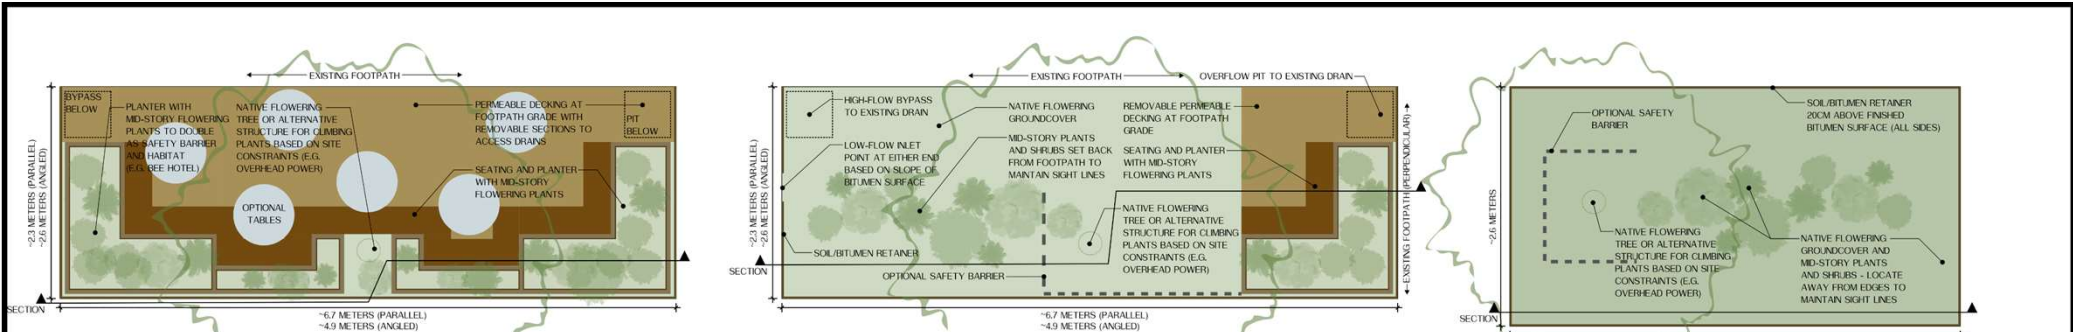 EXISTING FOOTPATH
BYPASS
BELOW
PLANTER WITH
MID-STORY FLOWERING
PLANTS TO DOUBLE
AS SAFETY BARRIER
AND HABITAT
(E.G. BEE HOTEL)
NATIVE FLOWERING
TREE OR ALTERNATIVE
STRUCTURE FOR CLIMBING
PLANTS BASED ON SITE
CONSTRAINTS (E.G.
OVERHEAD POWER)
PERMEABLE DECKING AT
FOOTPATH GRADE WITH
REMOVABLE SECTIONS TO
ACCESS DRAINS
PIT
BELOW
SEATING AND PLANTER
WITH MID-STORY
FLOWERING PLANTS
OPTIONAL
TABLES
~2.3 METERS (PARALLEL)
~2.6 METERS (ANGLED)
SECTION
~6.7 METERS (PARALLEL)
~4.9 METERS (ANGLED)
EXISTING FOOTPATH
OVERFLOW PIT TO EXISTING DRAIN
HIGH-FLOW BYPASS
TO EXISTING DRAIN
NATIVE FLOWERING
GROUNDCOVER
REMOVABLE PERMEABLE
DECKING AT FOOTPATH
GRADE
LOW-FLOW INLET
POINT AT EITHER END
BASED ON SLOPE OF
BITUMEN SURFACE
MID-STORY PLANTS
AND SHRUBS SET BACK
FROM FOOTPATH TO
MAINTAIN SIGHT LINES
SEATING AND PLANTER
WITH MID-STORY
FLOWERING PLANTS
NATIVE FLOWERING
TREE OR ALTERNATIVE
STRUCTURE FOR CLIMBING
PLANTS BASED ON SITE
CONSTRAINTS (E.G.
OVERHEAD POWER)
SOIL/BITUMEN RETAINER
OPTIONAL SAFETY BARRIER
~2.3 METERS (PARALLEL)
~2.6 METERS (ANGLED)
EXISTING FOOTPATH (PERPENDICULAR)
SECTION
~6.7 METERS (PARALLEL)
~4.9 METERS (ANGLED)
OPTIONAL SAFETY
BARRIER
SOIL/BITUMEN RETAINER
20CM ABOVE FINISHED
BITUMEN SURFACE (ALL SIDES)
~2.6 METERS
NATIVE FLOWERING
TREE OR ALTERNATIVE
STRUCTURE FOR CLIMBING
PLANTS BASED ON SITE
CONSTRAINTS (E.G.
OVERHEAD POWER)
NATIVE FLOWERING
GROUNDCOVER AND
MID-STORY PLANTS
AND SHRUBS - LOCATE
AWAY FROM EDGES TO
MAINTAIN SIGHT LINES
SECTION